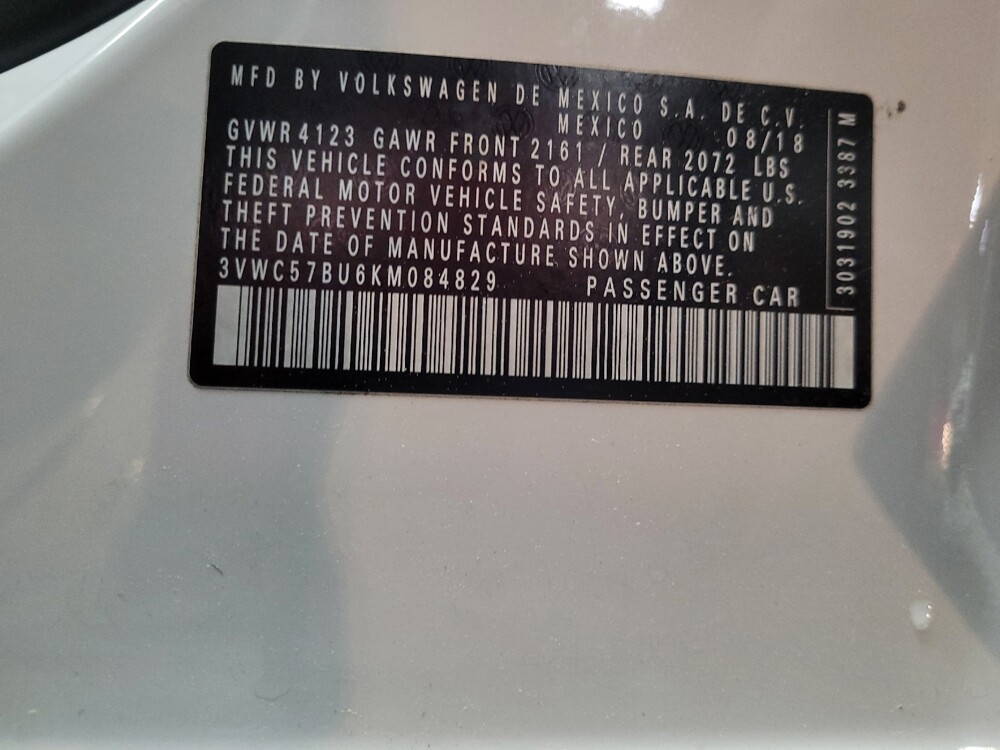 MFD BY VOLKSWAGEN DE MEXICO S.A. DE C.V.
MEXICO 08/18
GVWR 4123 GAWR FRONT 2161 / REAR 2072 LBS
THIS VEHICLE CONFORMS TO ALL APPLICABLE U.S.
FEDERAL MOTOR VEHICLE SAFETY, BUMPER AND
THEFT PREVENTION STANDARDS IN EFFECT ON
THE DATE OF MANUFACTURE SHOWN ABOVE.
3VWC57BU6KM084829 PASSENGER CAR
3031902 3387 M